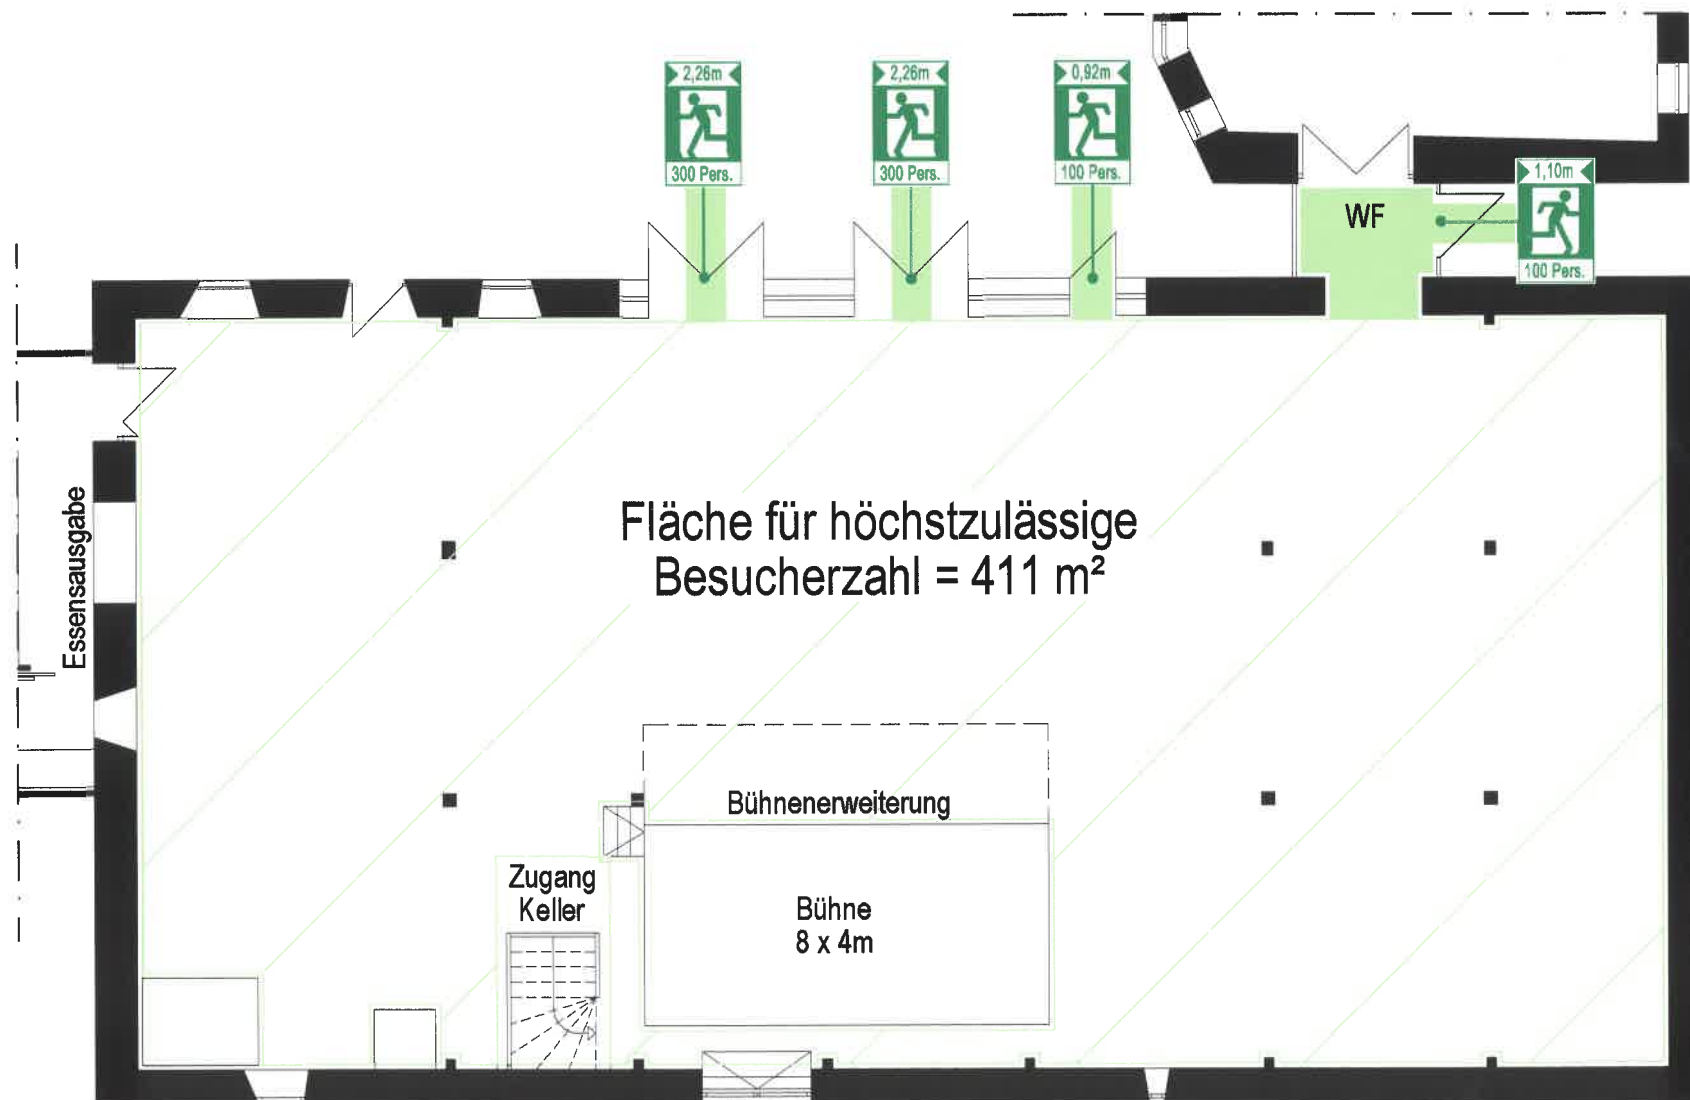 2,26m
300 Pers.
2,26m
300 Pers.
0,92m
100 Pers.
1,10m
100 Pers.
WF
Essensausgabe
Fläche für höchstzulässige
Besucherzahl = 411 m²
Bühnenerweiterung
Zugang
Keller
Bühne
8 x 4m